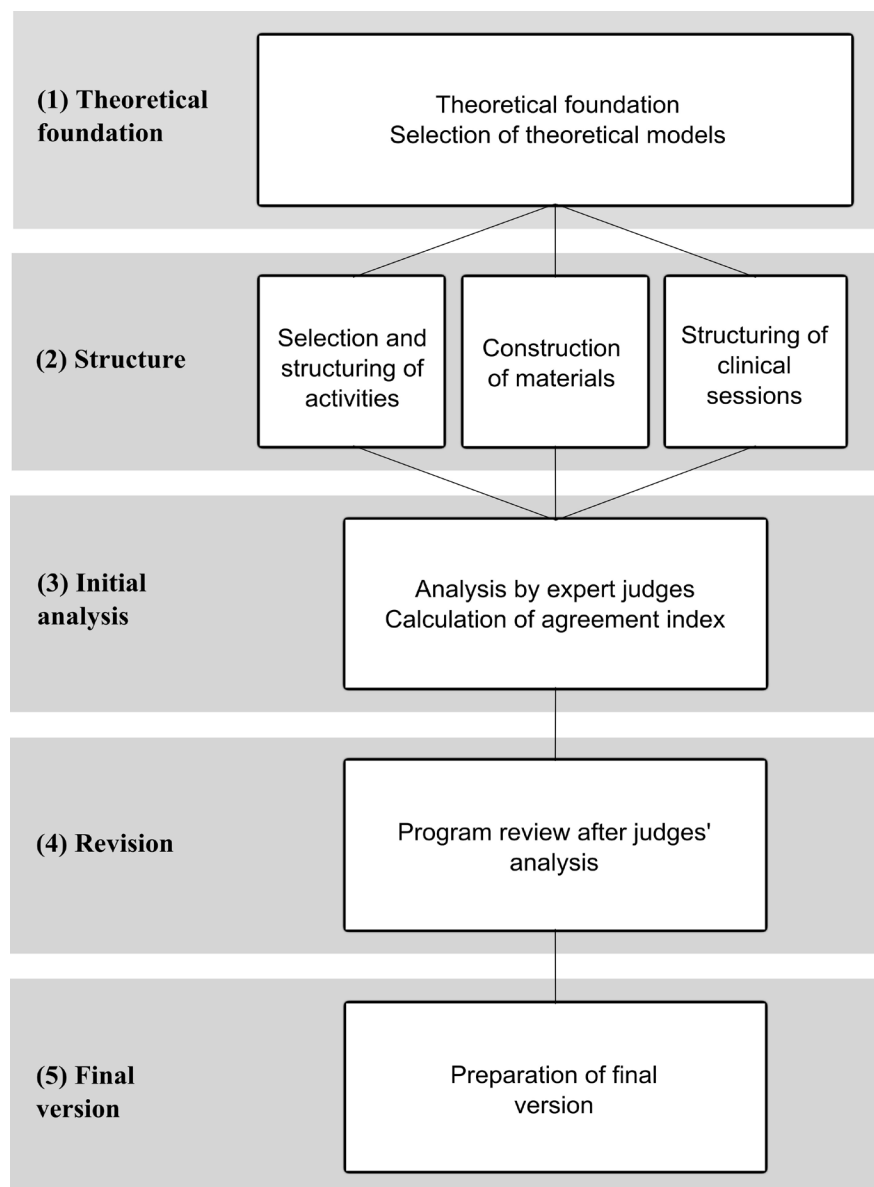 (1) Theoretical
foundation
Theoretical foundation
Selection of theoretical models
(2) Structure
Selection and
structuring of
activities
Construction
of materials
Structuring of
clinical
sessions
(3) Initial
analysis
Analysis by expert judges
Calculation of agreement index
(4) Revision
Program review after judges'
analysis
(5) Final
version
Preparation of final
version